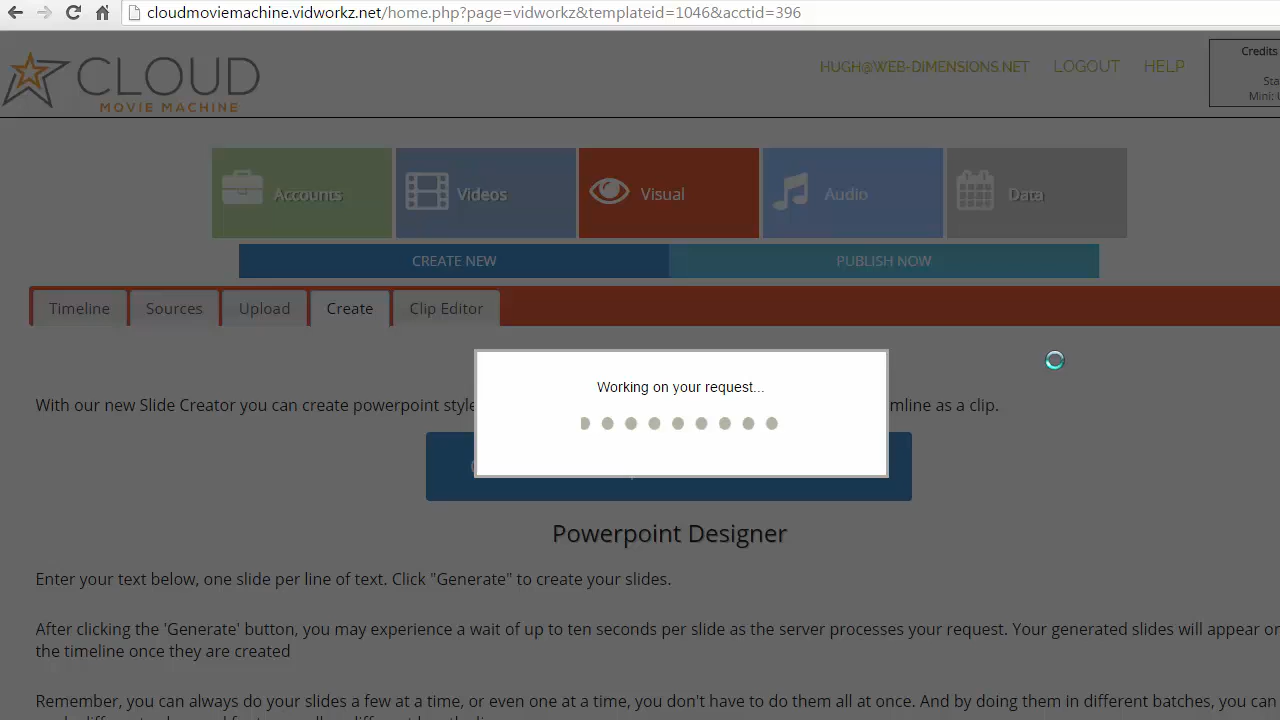 cloudmoviemachine.vidworkz.net/home.php?page=vidworkz&templateid=1046&acctid=396
CLOUD
MOVIE MACHINE
HUGH@WEB-DIMENSIONS.NET LOGOUT HELP
Credits
Sta
Mini:
Accounts Videos Visual Audio Data
CREATE NEW PUBLISH NOW
Timeline Sources Upload Create Clip Editor
Working on your request...
With our new Slide Creator you can create powerpoint style
meline as a clip.
Powerpoint Designer
Enter your text below, one slide per line of text. Click "Generate" to create your slides.
After clicking the 'Generate' button, you may experience a wait of up to ten seconds per slide as the server processes your request. Your generated slides will appear on
the timeline once they are created
Remember, you can always do your slides a few at a time, or even one at a time, you don't have to do them all at once. And by doing them in different batches, you can